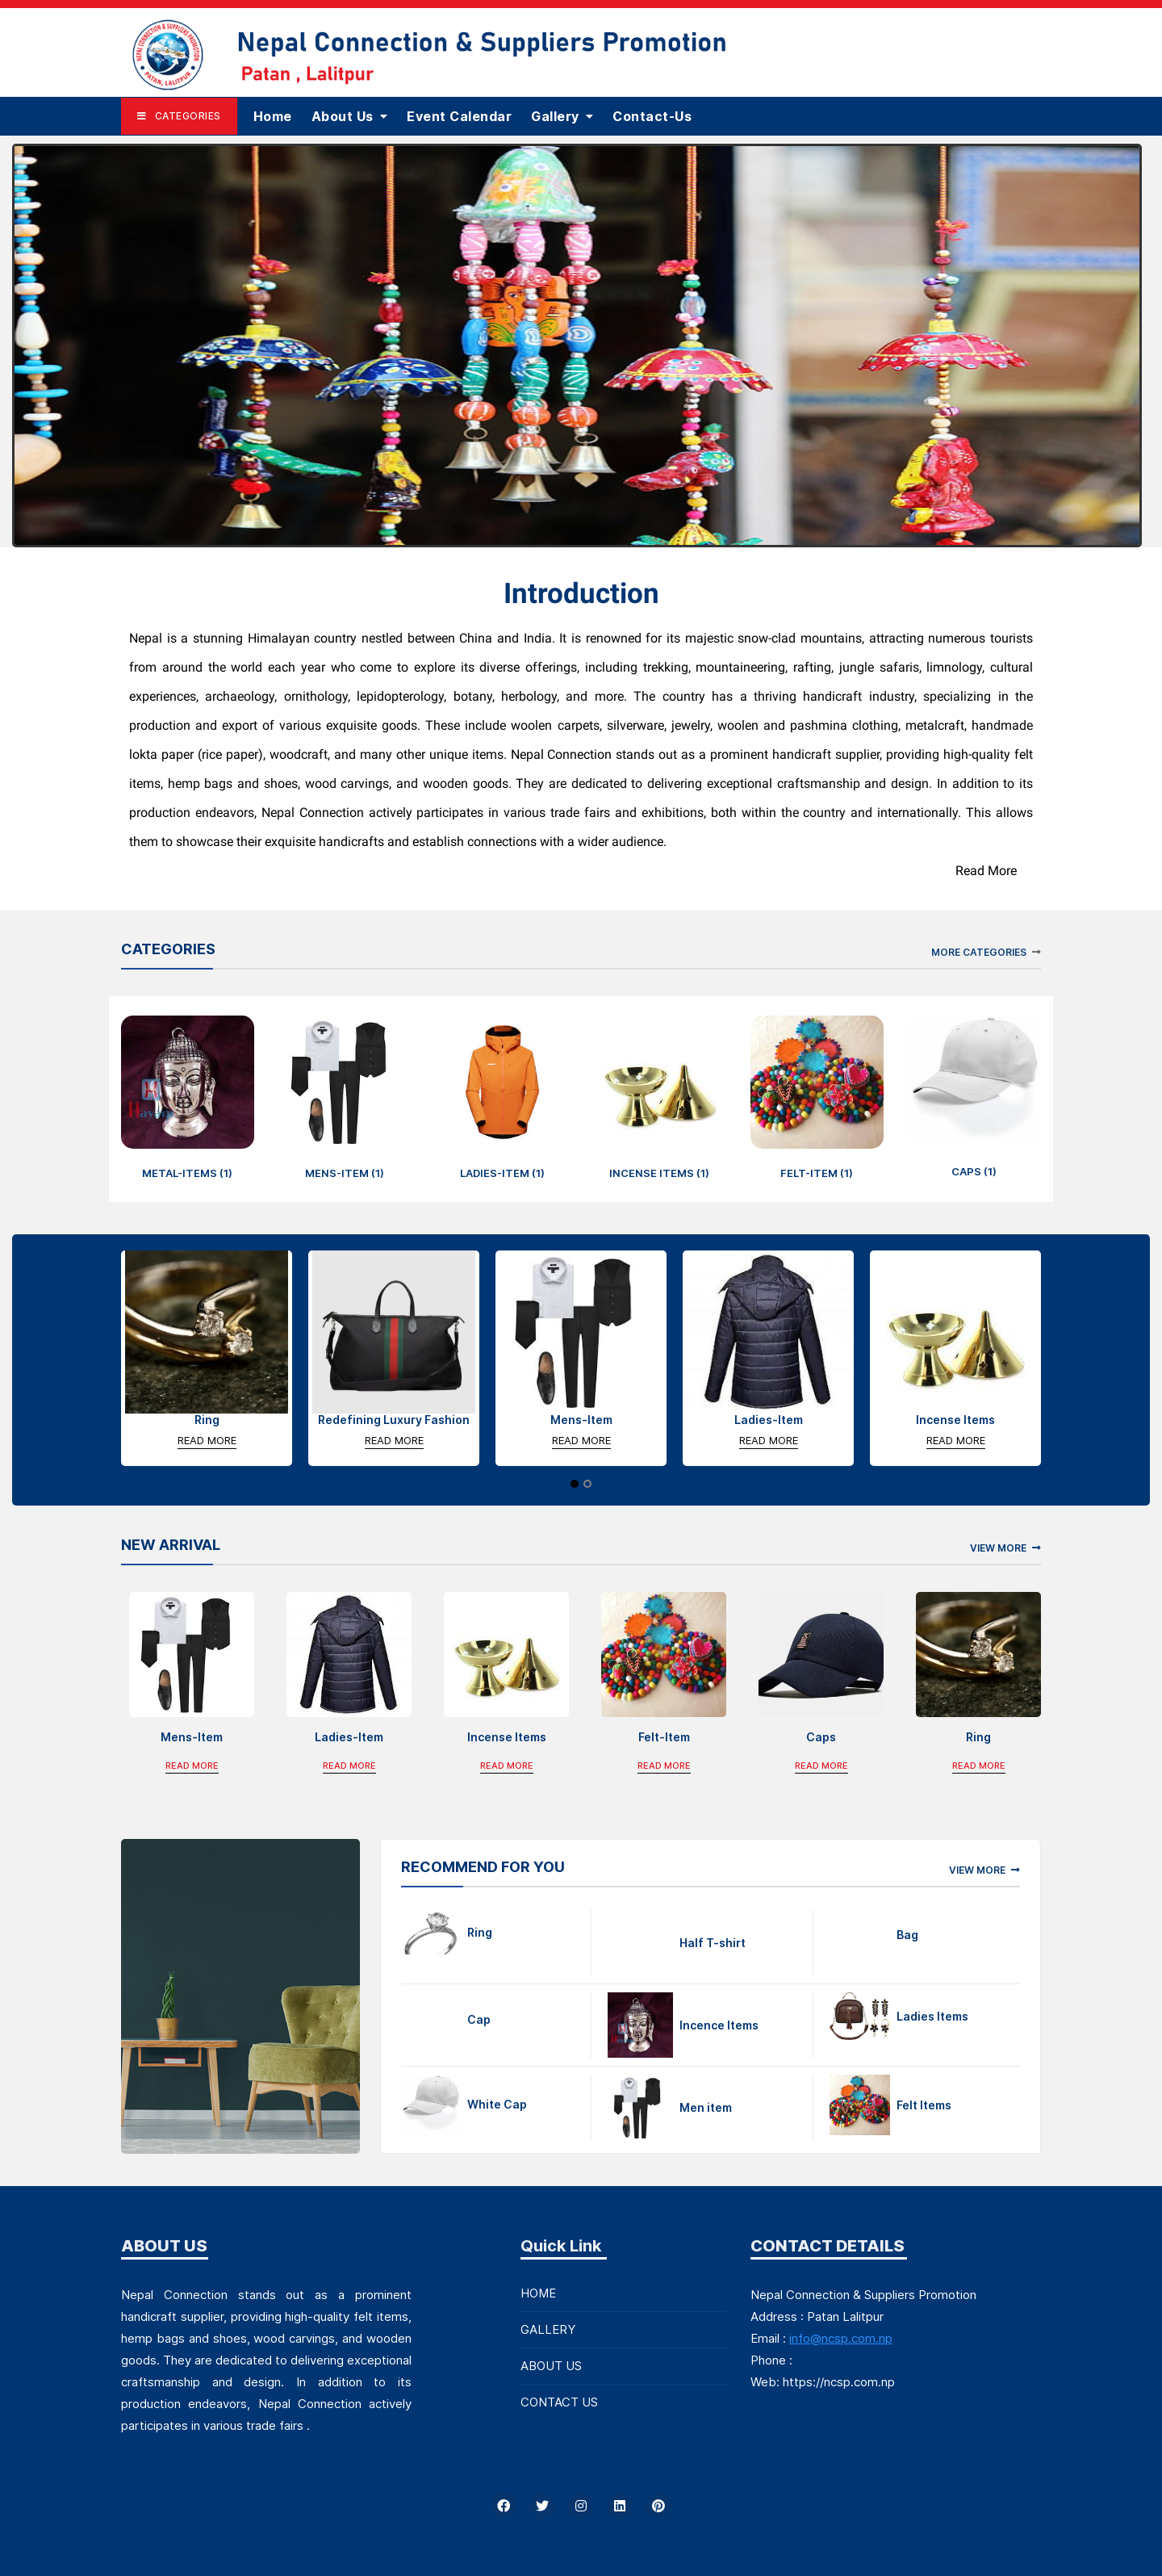 NEPAL CONNECTION & SUPPLIERS PROMOTION
PATAN, LALITPUR
Nepal Connection & Suppliers Promotion
Patan , Lalitpur
CATEGORIES
Home
About Us
Event Calendar
Gallery
Contact-Us
Introduction
Nepal is a stunning Himalayan country nestled between China and India. It is renowned for its majestic snow-clad mountains, attracting numerous tourists
from around the world each year who come to explore its diverse offerings, including trekking, mountaineering, rafting, jungle safaris, limnology, cultural
experiences, archaeology, ornithology, lepidopterology, botany, herbology, and more. The country has a thriving handicraft industry, specializing in the
production and export of various exquisite goods. These include woolen carpets, silverware, jewelry, woolen and pashmina clothing, metalcraft, handmade
lokta paper (rice paper), woodcraft, and many other unique items. Nepal Connection stands out as a prominent handicraft supplier, providing high-quality felt
items, hemp bags and shoes, wood carvings, and wooden goods. They are dedicated to delivering exceptional craftsmanship and design. In addition to its
production endeavors, Nepal Connection actively participates in various trade fairs and exhibitions, both within the country and internationally. This allows
them to showcase their exquisite handicrafts and establish connections with a wider audience.
Read More
CATEGORIES
MORE CATEGORIES
METAL-ITEMS (1)
MENS-ITEM (1)
LADIES-ITEM (1)
INCENSE ITEMS (1)
FELT-ITEM (1)
CAPS (1)
Ring
READ MORE
Redefining Luxury Fashion
READ MORE
Mens-Item
READ MORE
Ladies-Item
READ MORE
Incense Items
READ MORE
NEW ARRIVAL
VIEW MORE
Mens-Item
READ MORE
Ladies-Item
READ MORE
Incense Items
READ MORE
Felt-Item
READ MORE
Caps
READ MORE
Ring
READ MORE
RECOMMEND FOR YOU
VIEW MORE
Ring
Half T-shirt
Bag
Cap
Incence Items
Ladies Items
White Cap
Men item
Felt Items
ABOUT US
Nepal Connection stands out as a prominent
handicraft supplier, providing high-quality felt items,
hemp bags and shoes, wood carvings, and wooden
goods. They are dedicated to delivering exceptional
craftsmanship and design. In addition to its
production endeavors, Nepal Connection actively
participates in various trade fairs .
Quick Link
HOME
GALLERY
ABOUT US
CONTACT US
CONTACT DETAILS
Nepal Connection & Suppliers Promotion
Address : Patan Lalitpur
Email : info@ncsp.com.np
Phone :
Web: https://ncsp.com.np